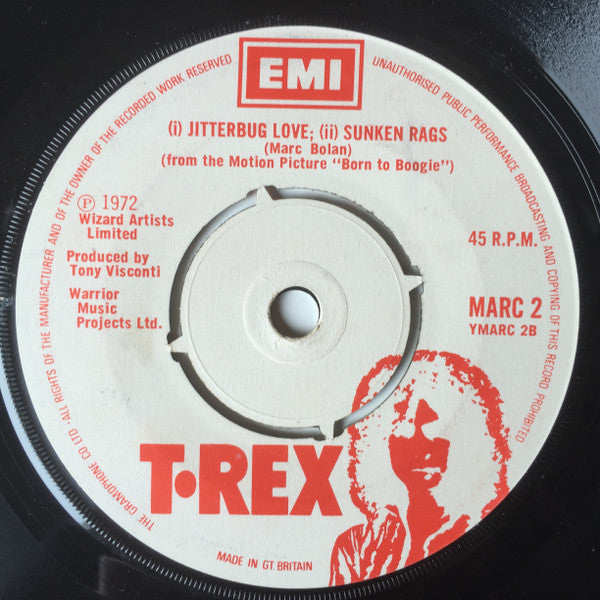 EMI
(i) JITTERBUG LOVE; (ii) SUNKEN RAGS
(Marc Bolan)
(from the Motion Picture "Born to Boogie")
Ⓟ 1972
Wizard Artists
Limited
Produced by
Tony Visconti
Warrior
Music
Projects Ltd.
45 R.P.M.
MARC 2
YMARC 2B
T•REX
MADE IN GT. BRITAIN
THE GRAMOPHONE CO LTD·ALL RIGHTS OF THE MANUFACTURER AND OF THE OWNER OF THE RECORDED WORK RESERVED
UNAUTHORISED PUBLIC PERFORMANCE BROADCASTING AND COPYING OF THIS RECORD PROHIBITED